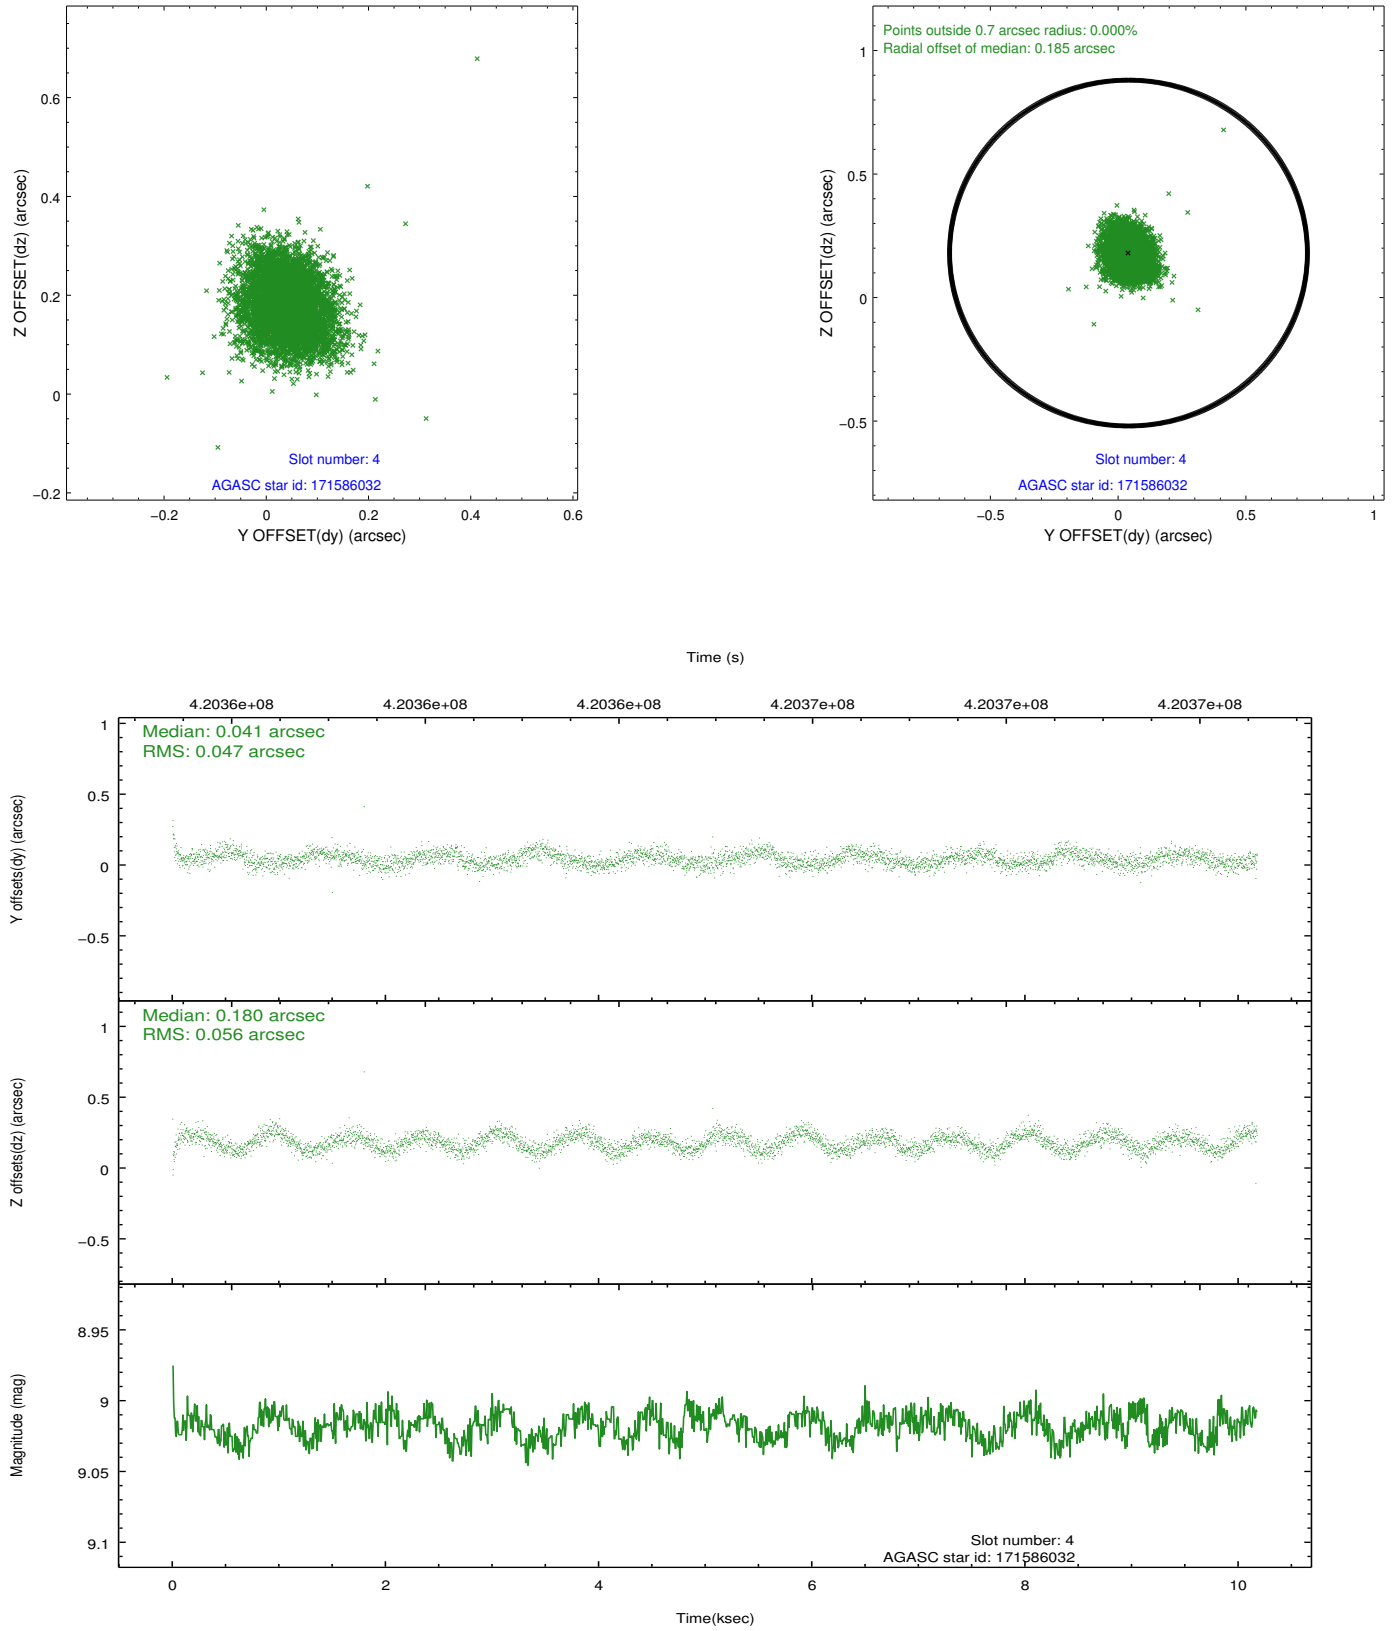 0.6
0.4
0.2
0
−0.2
Z OFFSET(dz) (arcsec)
Slot number: 4
AGASC star id: 171586032
−0.2 0 0.2 0.4 0.6
Y OFFSET(dy) (arcsec)
Points outside 0.7 arcsec radius: 0.000%
Radial offset of median: 0.185 arcsec
1
0.5
0
−0.5
Z OFFSET(dz) (arcsec)
Slot number: 4
AGASC star id: 171586032
−0.5 0 0.5 1
Y OFFSET(dy) (arcsec)
Time (s)
4.2036e+08 4.2036e+08 4.2036e+08 4.2037e+08 4.2037e+08 4.2037e+08
Median: 0.041 arcsec
RMS: 0.047 arcsec
1
0.5
0
−0.5
Y offsets(dy) (arcsec)
Median: 0.180 arcsec
RMS: 0.056 arcsec
1
0.5
0
−0.5
Z offsets(dz) (arcsec)
8.95
9
9.05
9.1
Magnitude (mag)
Slot number: 4
AGASC star id: 171586032
0 2 4 6 8 10
Time(ksec)